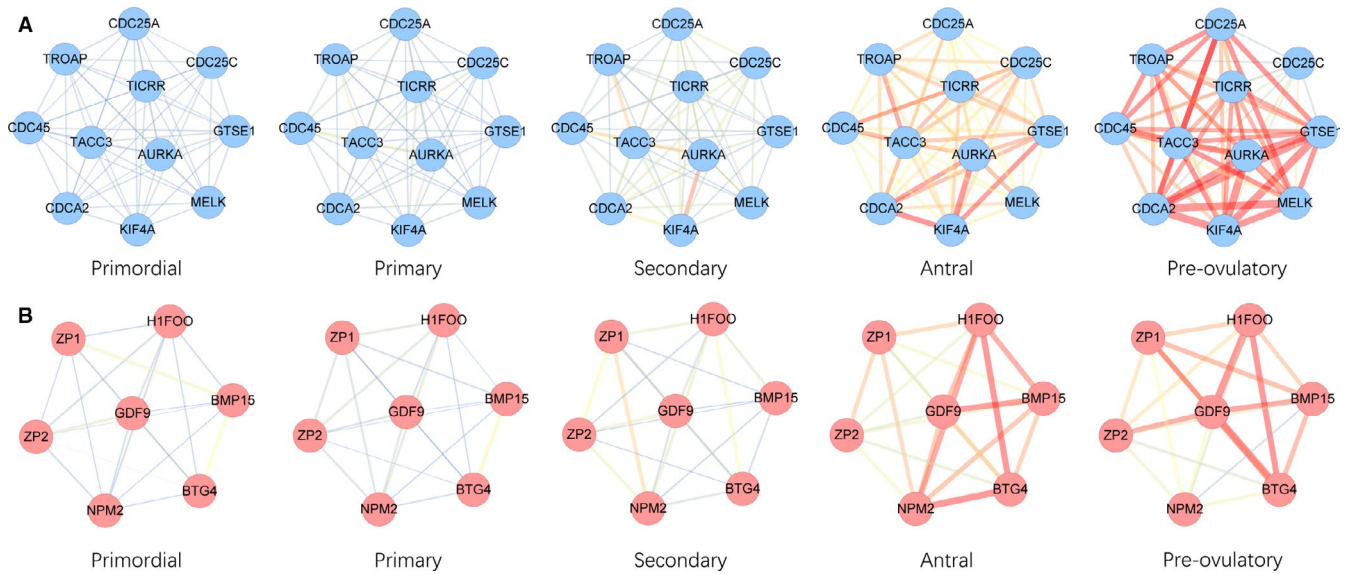 A
CDC25A
TROAP
CDC25C
TICRR
CDC45
GTSE1
TACC3
AURKA
CDCA2
MELK
KIF4A
Primordial
CDC25A
TROAP
CDC25C
TICRR
CDC45
GTSE1
TACC3
AURKA
CDCA2
MELK
KIF4A
Primary
CDC25A
TROAP
CDC25C
TICRR
CDC45
GTSE1
TACC3
AURKA
CDCA2
MELK
KIF4A
Secondary
CDC25A
TROAP
CDC25C
TICRR
CDC45
GTSE1
TACC3
AURKA
CDCA2
MELK
KIF4A
Antral
CDC25A
TROAP
CDC25C
TICRR
CDC45
GTSE1
TACC3
AURKA
CDCA2
MELK
KIF4A
Pre-ovulatory
B
H1FOO
ZP1
BMP15
GDF9
ZP2
BTG4
NPM2
Primordial
H1FOO
ZP1
BMP15
GDF9
ZP2
BTG4
NPM2
Primary
H1FOO
ZP1
BMP15
GDF9
ZP2
BTG4
NPM2
Secondary
H1FOO
ZP1
BMP15
GDF9
ZP2
BTG4
NPM2
Antral
H1FOO
ZP1
BMP15
GDF9
ZP2
BTG4
NPM2
Pre-ovulatory